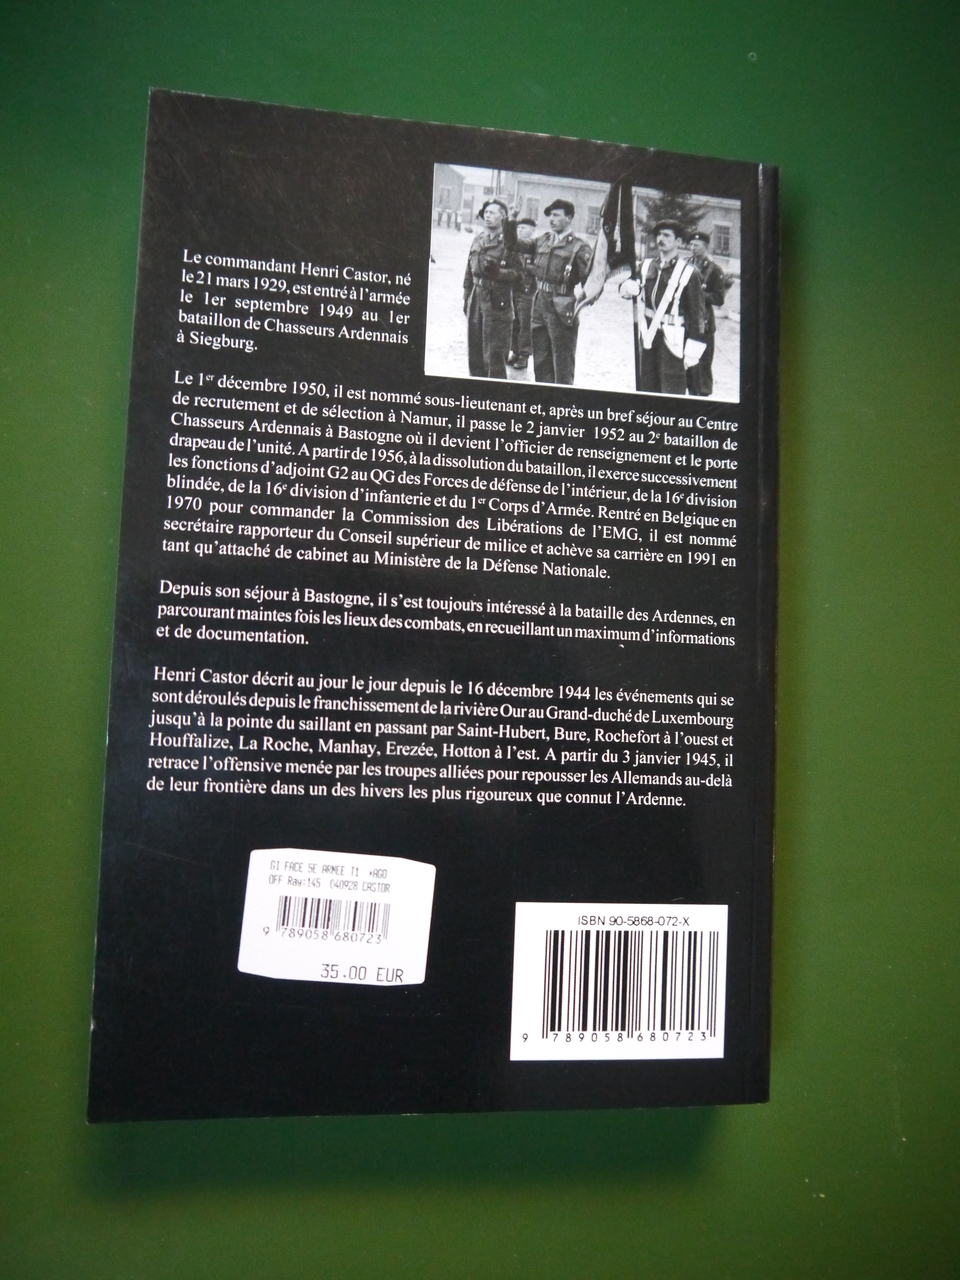 Le commandant Henri Castor, né
le 21 mars 1929, est entré à l'armée
le 1er septembre 1949 au 1er
bataillon de Chasseurs Ardennais
à Siegburg.
Le 1er décembre 1950, il est nommé sous-lieutenant et, après un bref séjour au Centre
de recrutement et de sélection à Namur, il passe le 2 janvier 1952 au 2e bataillon de
Chasseurs Ardennais à Bastogne où il devient l'officier de renseignement et le porte
drapeau de l'unité. A partir de 1956, à la dissolution du bataillon, il exerce successivement
les fonctions d'adjoint G2 au QG des Forces de défense de l'intérieur, de la 16e division
blindée, de la 16e division d'infanterie et du 1er Corps d'Armée. Rentré en Belgique en
1970 pour commander la Commission des Libérations de l'EMG, il est nommé
secrétaire rapporteur du Conseil supérieur de milice et achève sa carrière en 1991 en
tant qu'attaché de cabinet au Ministère de la Défense Nationale.
Depuis son séjour à Bastogne, il s'est toujours intéressé à la bataille des Ardennes, en
parcourant maintes fois les lieux des combats, en recueillant un maximum d'informations
et de documentation.
Henri Castor décrit au jour le jour depuis le 16 décembre 1944 les événements qui se
sont déroulés depuis le franchissement de la rivière Our au Grand-duché de Luxembourg
jusqu'à la pointe du saillant en passant par Saint-Hubert, Bure, Rochefort à l'ouest et
Houffalize, La Roche, Manhay, Erezée, Hotton à l'est. A partir du 3 janvier 1945, il
retrace l'offensive menée par les troupes alliées pour repousser les Allemands au-delà
de leur frontière dans un des hivers les plus rigoureux que connut l'Ardenne.
GI FACE 5E ARMEE T1 *AGO
OFF Ray:145 040928 CASTOR
9 789058 680723
35.00 EUR
ISBN 90-5868-072-X
9 789058 680723